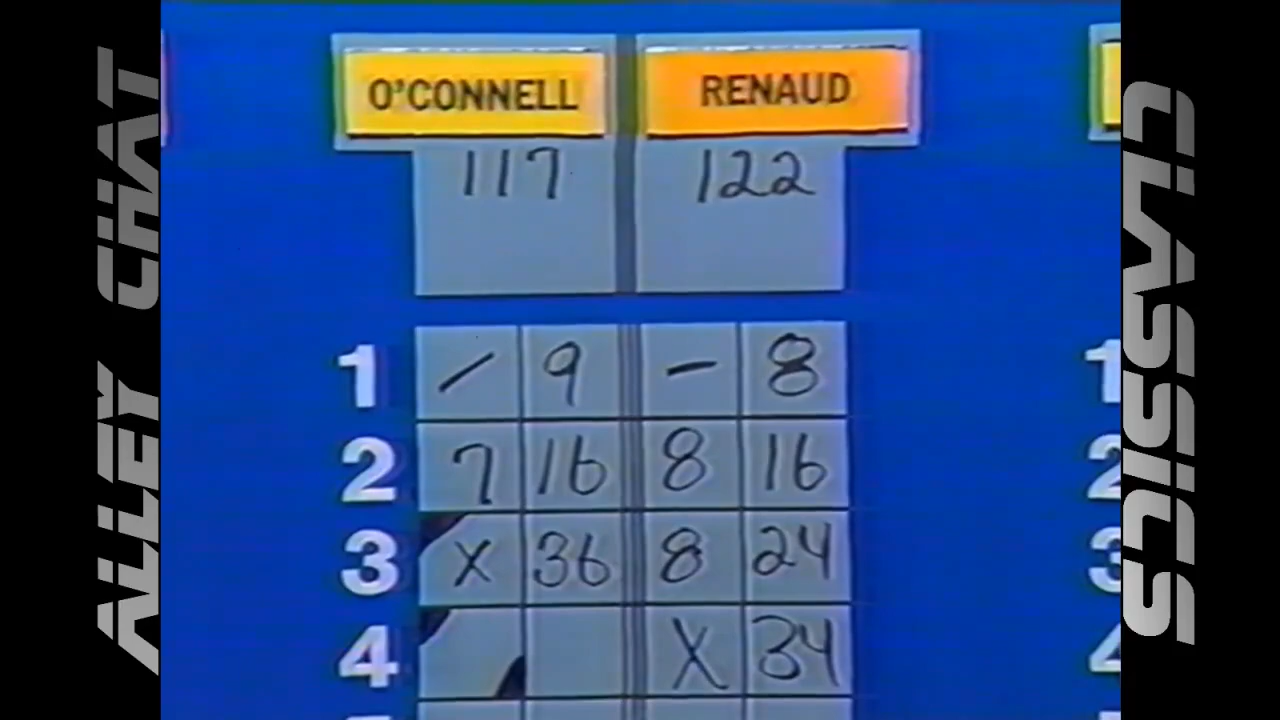 ALLEY CHAT
O'CONNELL RENAUD
117 122
1 / 9 - 8 1
2 7 16 8 16 2
3 X 36 8 24 3
4 X 34 4
CLASSICS